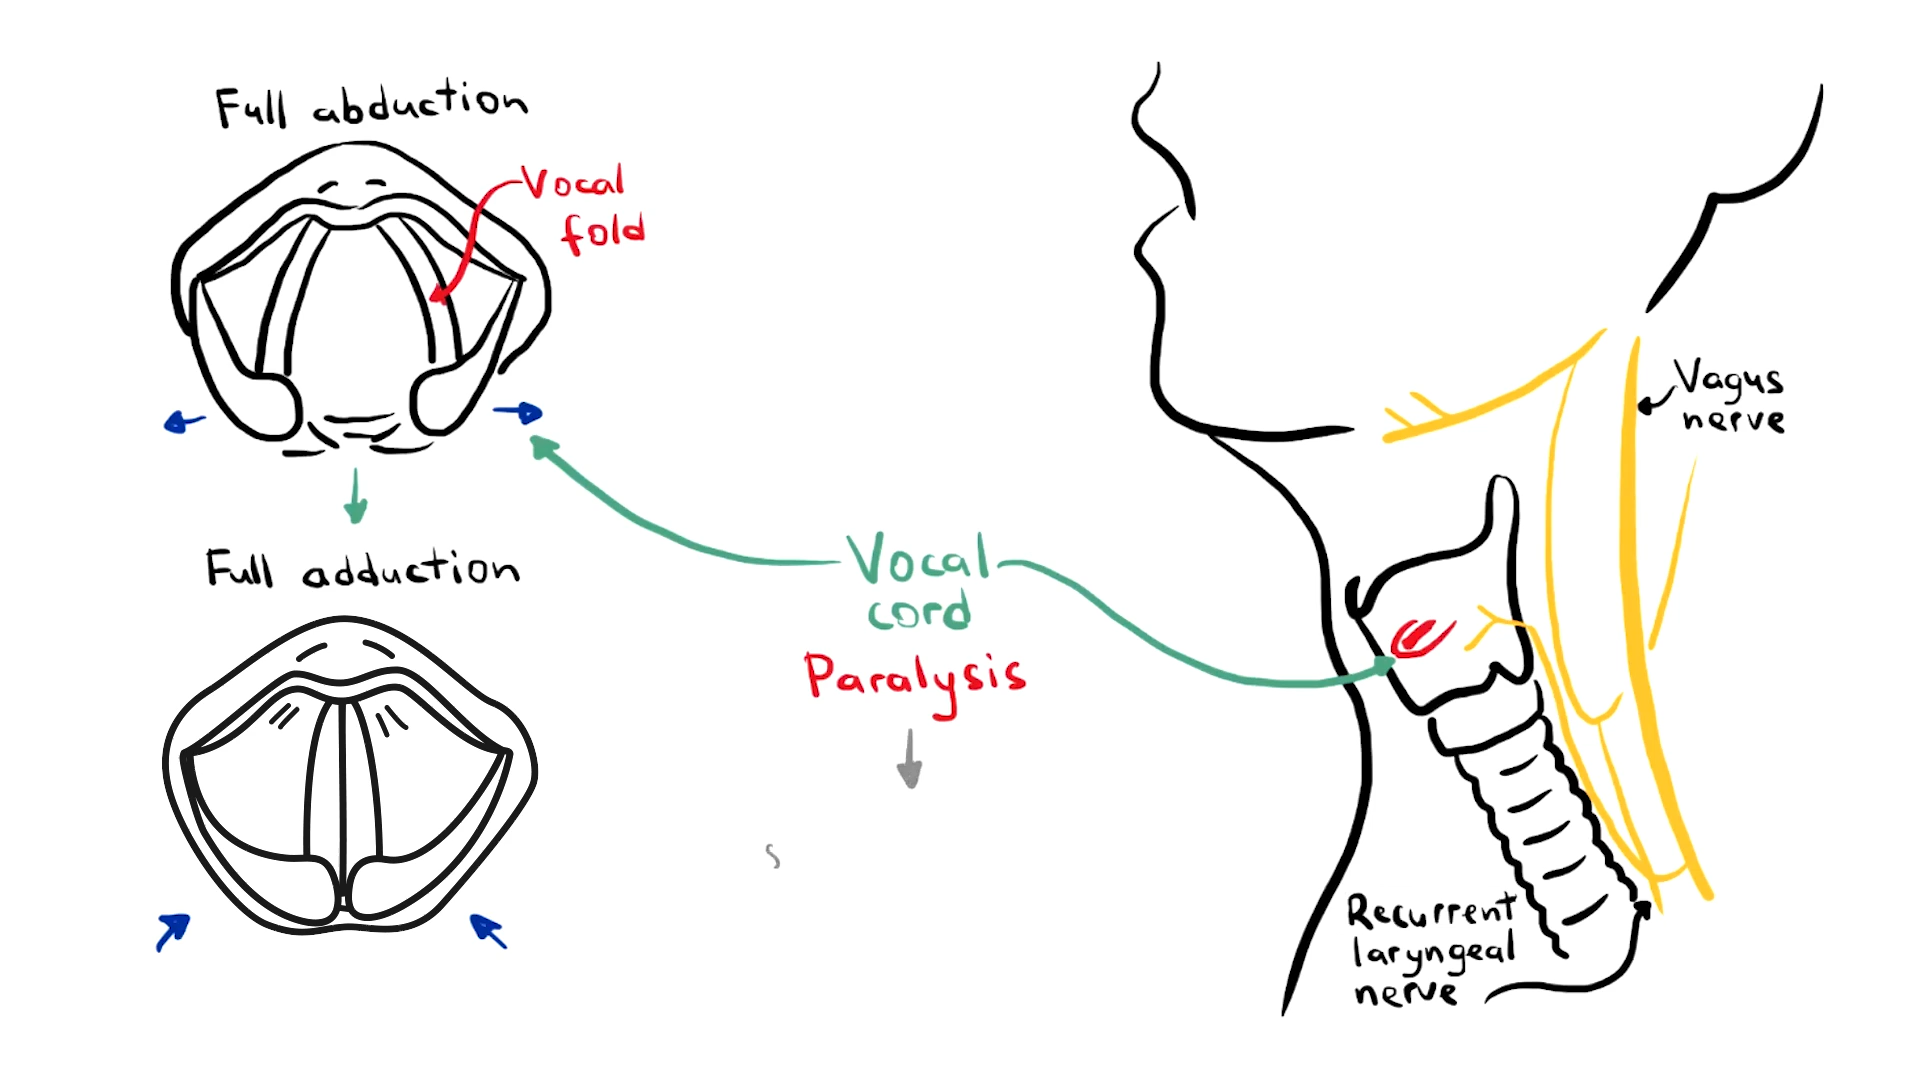 Full abduction
Vocal
fold
Full adduction
Vocal
cord
Paralysis
s
Vagus
nerve
Recurrent
laryngeal
nerve